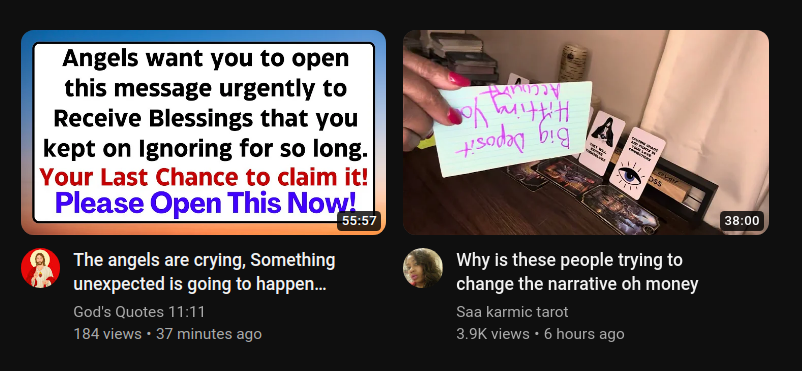 Angels want you to open
this message urgently to
Receive Blessings that you
kept on Ignoring for so long.
Your Last Chance to claim it!
Please Open This Now!
55:57
The angels are crying, Something
unexpected is going to happen…
God's Quotes 11:11
184 views • 37 minutes ago
Big Deposit
Hitting Yo
Account
38:00
Why is these people trying to
change the narrative oh money
Saa karmic tarot
3.9K views • 6 hours ago